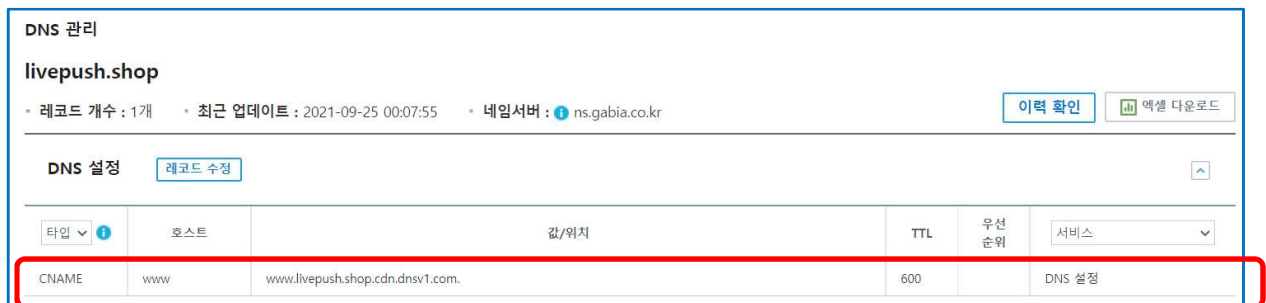 DNS 관리
livepush.shop
레코드 개수 : 1개 최근 업데이트 : 2021-09-25 00:07:55 네임서버 : ns.gabia.co.kr 이력 확인 엑셀 다운로드
DNS 설정 레코드 수정
타입 호스트 값/위치 TTL 우선 순위 서비스
CNAME www www.livepush.shop.cdn.dnsv1.com. 600 DNS 설정